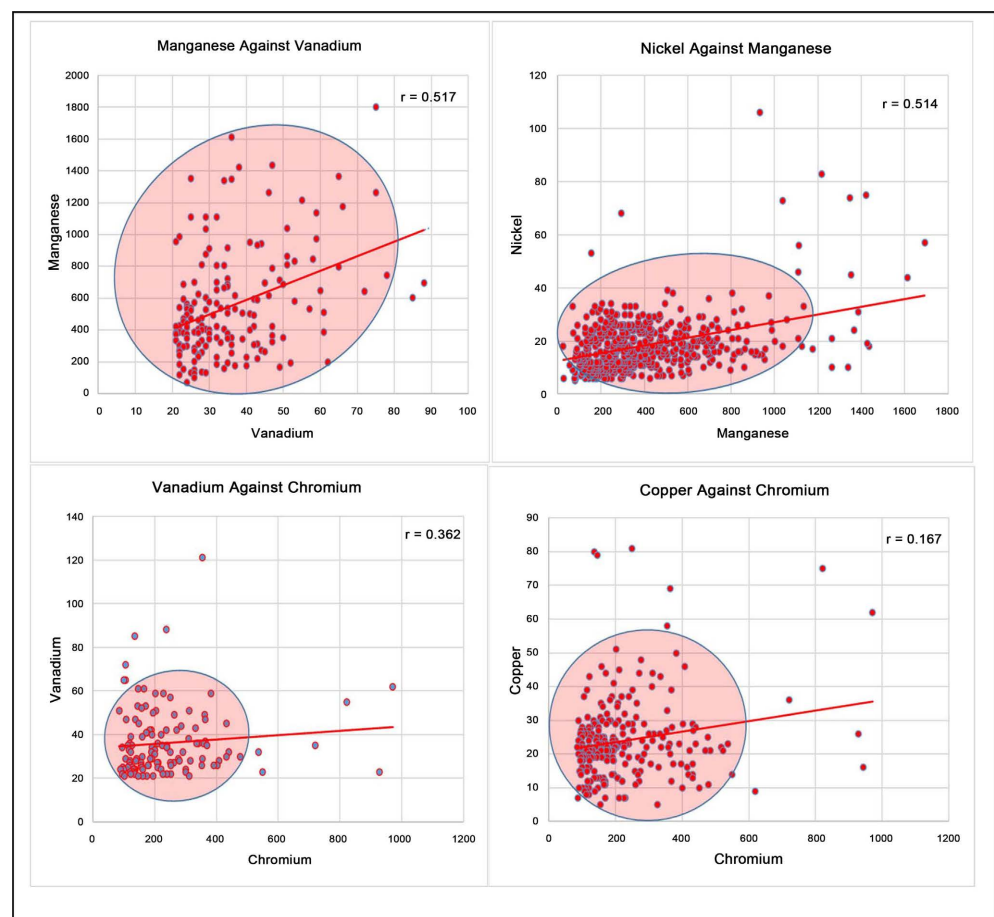 Manganese Against Vanadium
r = 0.517
Manganese
2000
1800
1600
1400
1200
1000
800
600
400
200
0
0 10 20 30 40 50 60 70 80 90 100
Vanadium
Nickel Against Manganese
r = 0.514
Nickel
120
100
80
60
40
20
0
0 200 400 600 800 1000 1200 1400 1600 1800
Manganese
Vanadium Against Chromium
r = 0.362
Vanadium
140
120
100
80
60
40
20
0
0 200 400 600 800 1000 1200
Chromium
Copper Against Chromium
r = 0.167
Copper
90
80
70
60
50
40
30
20
10
0
0 200 400 600 800 1000 1200
Chromium